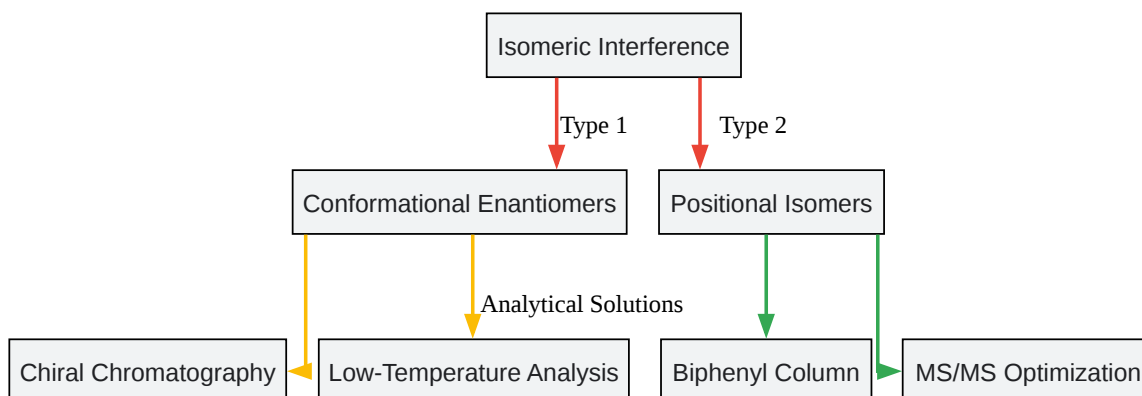 Isomeric Interference
Type 1
Type 2
Conformational Enantiomers
Positional Isomers
Analytical Solutions
Chiral Chromatography
Low-Temperature Analysis
Biphenyl Column
MS/MS Optimization